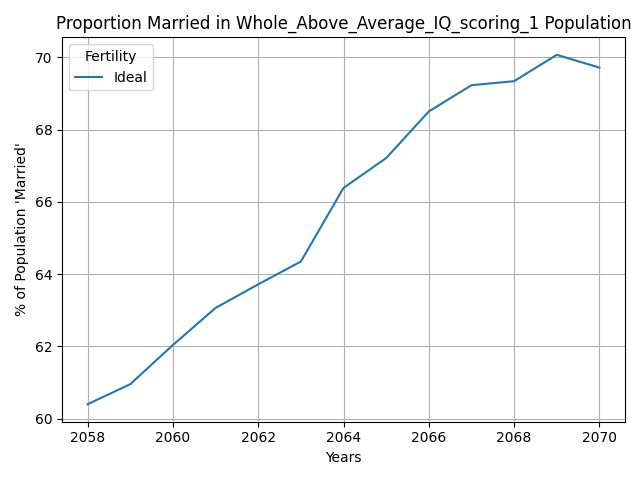 Proportion Married in Whole_Above_Average_IQ_scoring_1 Population
Fertility
Ideal
% of Population 'Married'
70
68
66
64
62
60
2058 2060 2062 2064 2066 2068 2070
Years